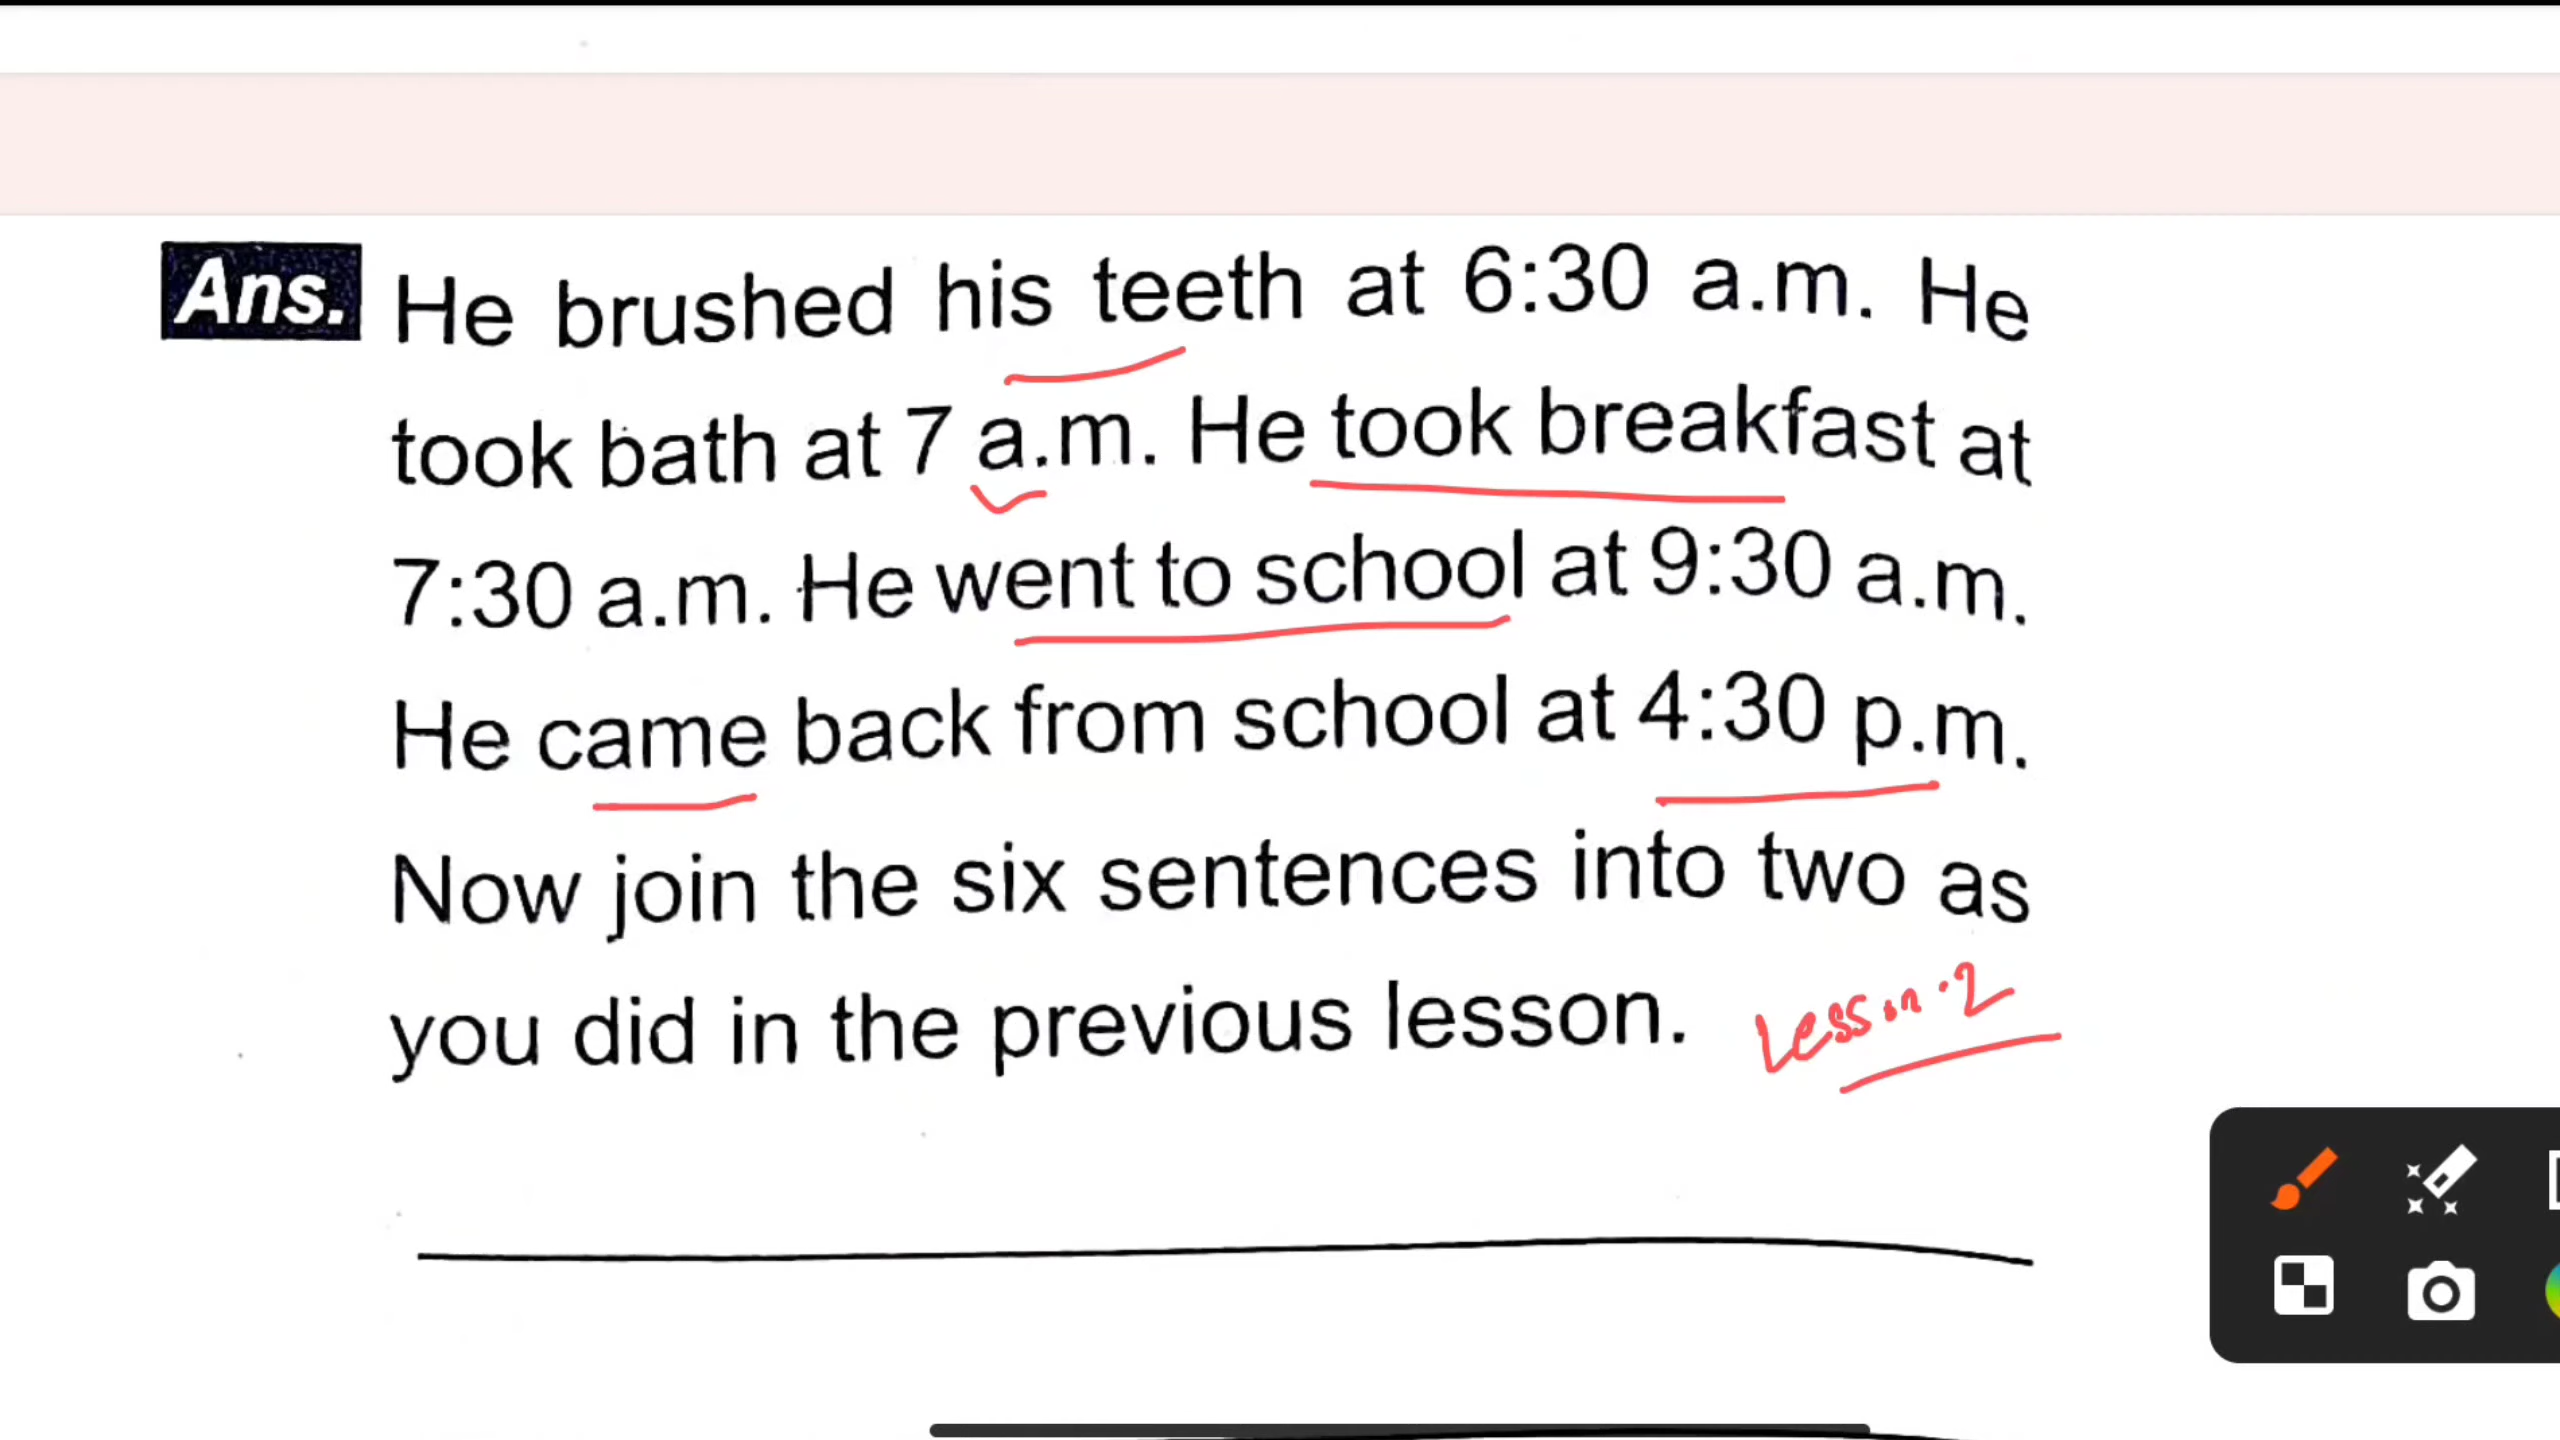 Ans. He brushed his teeth at 6:30 a.m. He
took bath at 7 a.m. He took breakfast at
7:30 a.m. He went to school at 9:30 a.m.
He came back from school at 4:30 p.m.
Now join the six sentences into two as
you did in the previous lesson. Lesson-2